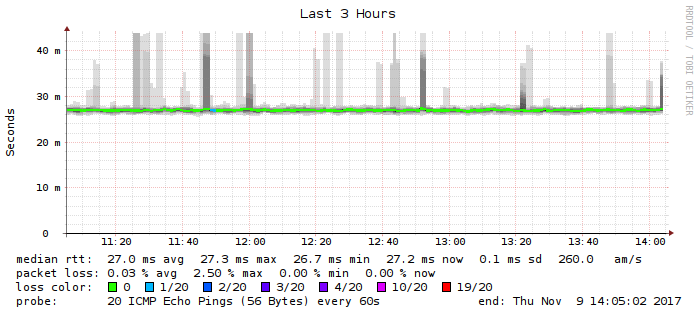 Last 3 Hours
RRDTOOL / TOBI OETIKER
Seconds
40 m
30 m
20 m
10 m
0
11:20 11:40 12:00 12:20 12:40 13:00 13:20 13:40 14:00
median rtt: 27.0 ms avg 27.3 ms max 26.7 ms min 27.2 ms now 0.1 ms sd 260.0 am/s
packet loss: 0.03 % avg 2.50 % max 0.00 % min 0.00 % now
loss color: 0 1/20 2/20 3/20 4/20 10/20 19/20
probe: 20 ICMP Echo Pings (56 Bytes) every 60s end: Thu Nov 9 14:05:02 2017